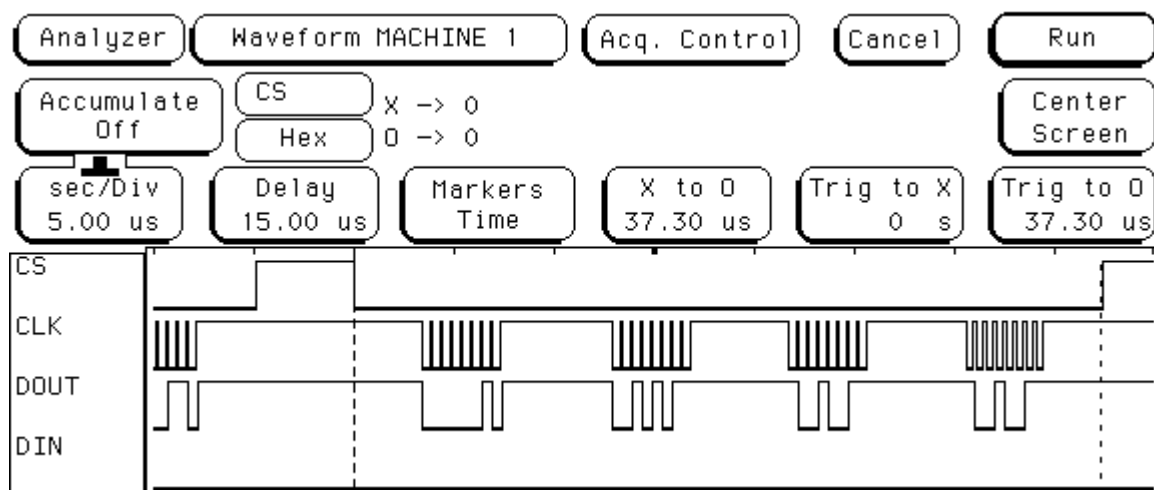 Analyzer Waveform MACHINE 1 Acq. Control Cancel Run
Accumulate
Off
CS X -> 0
Hex O -> 0
Center
Screen
sec/Div
5.00 us
Delay
15.00 us
Markers
Time
X to O
37.30 us
Trig to X
0 s
Trig to O
37.30 us
CS
CLK
DOUT
DIN